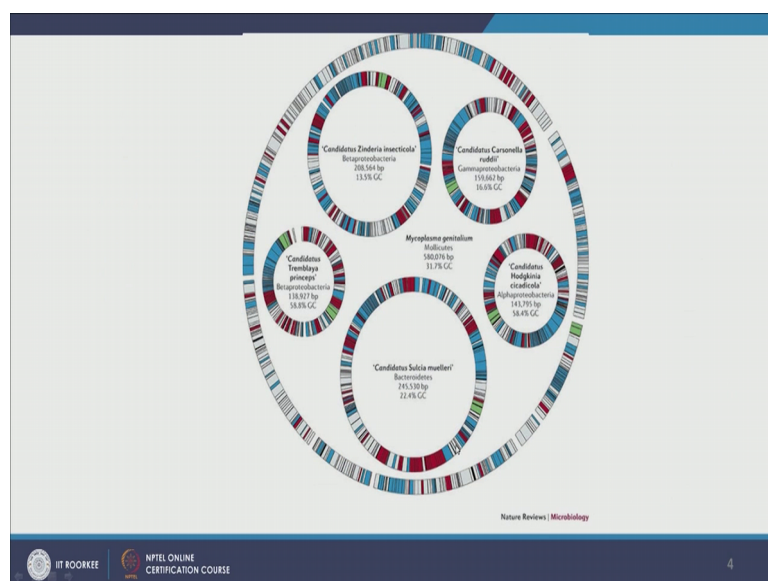 'Candidatus Zinderia insecticola'
Betaproteobacteria
208,564 bp
13.5% GC
'Candidatus Carsonella
ruddii'
Gammaproteobacteria
159,662 bp
16.6% GC
Mycoplasma genitalium
Mollicutes
580,076 bp
31.7% GC
'Candidatus
Tremblaya
princeps'
Betaproteobacteria
138,927 bp
58.8% GC
'Candidatus
Hodgkinia
cicadicola'
Alphaproteobacteria
143,795 bp
58.4% GC
'Candidatus Sulcia muelleri'
Bacteroidetes
245,530 bp
22.4% GC
Nature Reviews | Microbiology
IIT ROORKEE
NPTEL ONLINE
CERTIFICATION COURSE
4